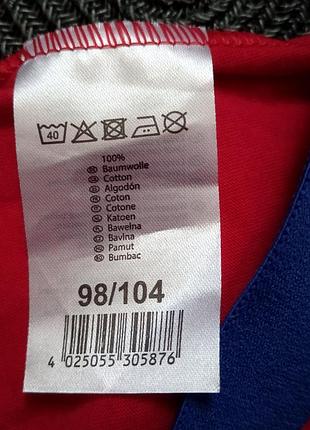 40
100%
Baumwolle
Cotton
Algodón
Coton
Cotone
Katoen
Bawełna
Bavlna
Pamut
Bumbac
98/104
4 025055 305876